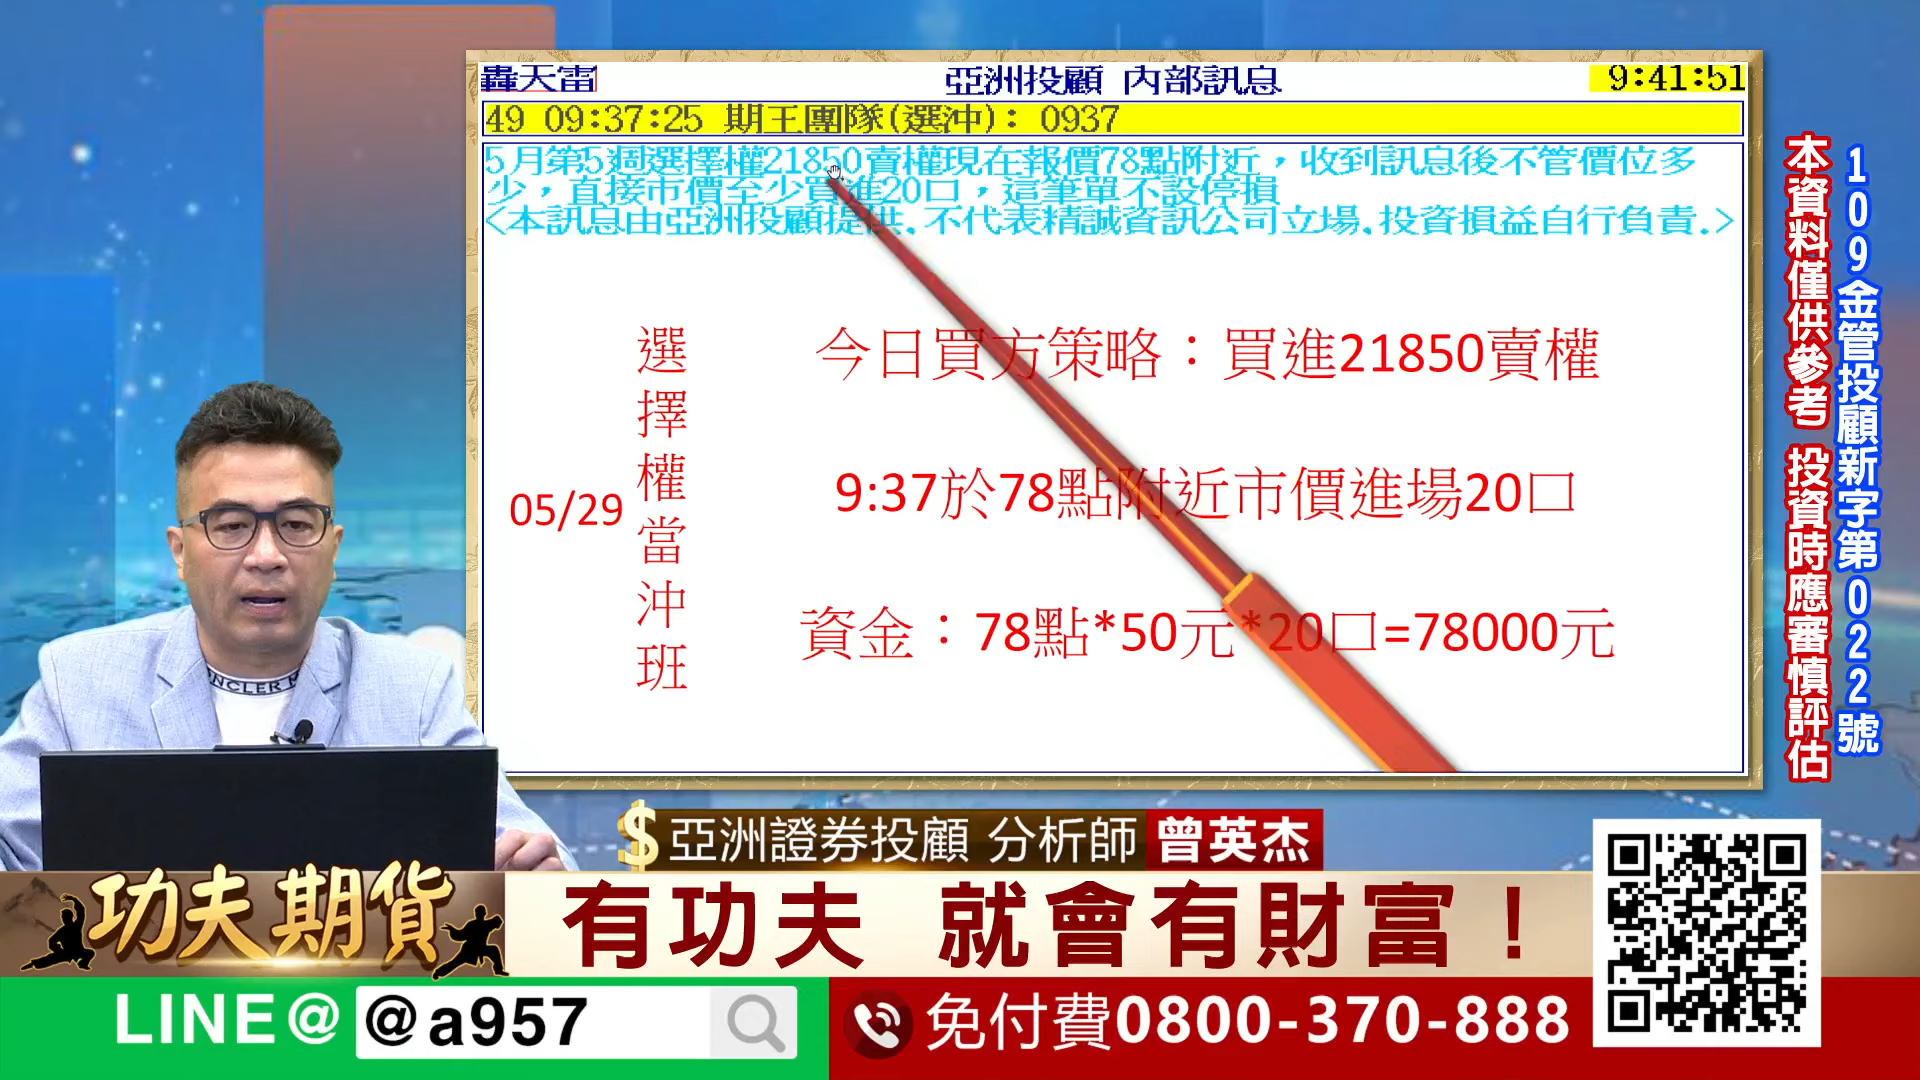 轟天雷
亞洲投顧 內部訊息
9:41:51
49 09:37:25 期王團隊(選沖): 0937
5月第5週選擇權21850賣權現在報價78點附近，收到訊息後不管價位多
少，直接市價至少買進20口，這筆單不設停損
<本訊息由亞洲投顧提供.不代表精誠資訊公司立場.投資損益自行負責.>
05/29
選擇權當沖班
今日買方策略：買進21850賣權
9:37於78點附近市價進場20口
資金：78點*50元*20口=78000元
109金管投顧新字第022號
本資料僅供參考 投資時應審慎評估
$亞洲證券投顧 分析師 曾英杰
功夫期貨
有功夫 就會有財富！
LINE@ @a957
免付費0800-370-888